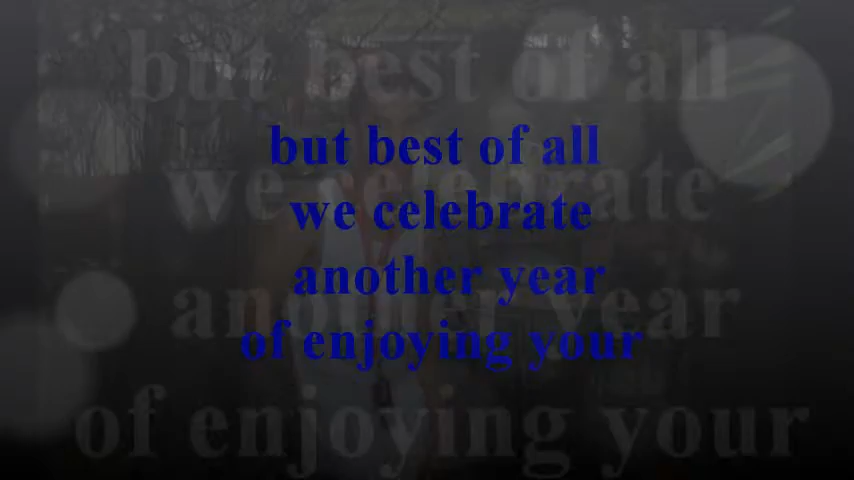 but best of all
we celebrate
another year
of enjoying your